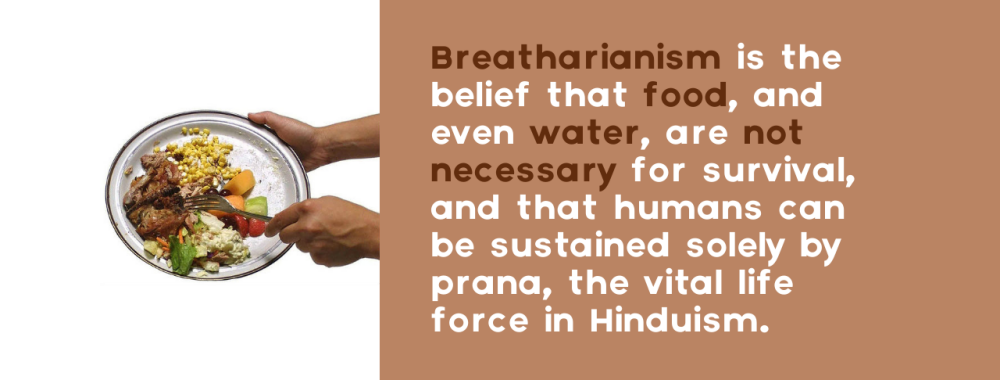 Breatharianism is the
belief that food, and
even water, are not
necessary for survival,
and that humans can
be sustained solely by
prana, the vital life
force in Hinduism.